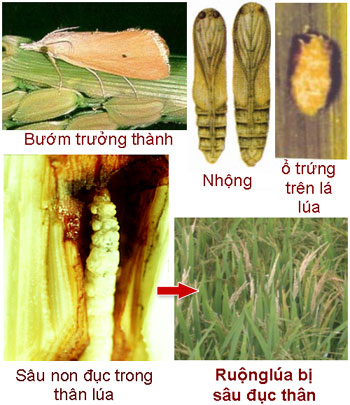 Bướm trưởng thành
Nhộng
ổ trứng
trên lá
lúa
Sâu non đục trong
thân lúa
Ruộnglúa bị
sâu đục thân